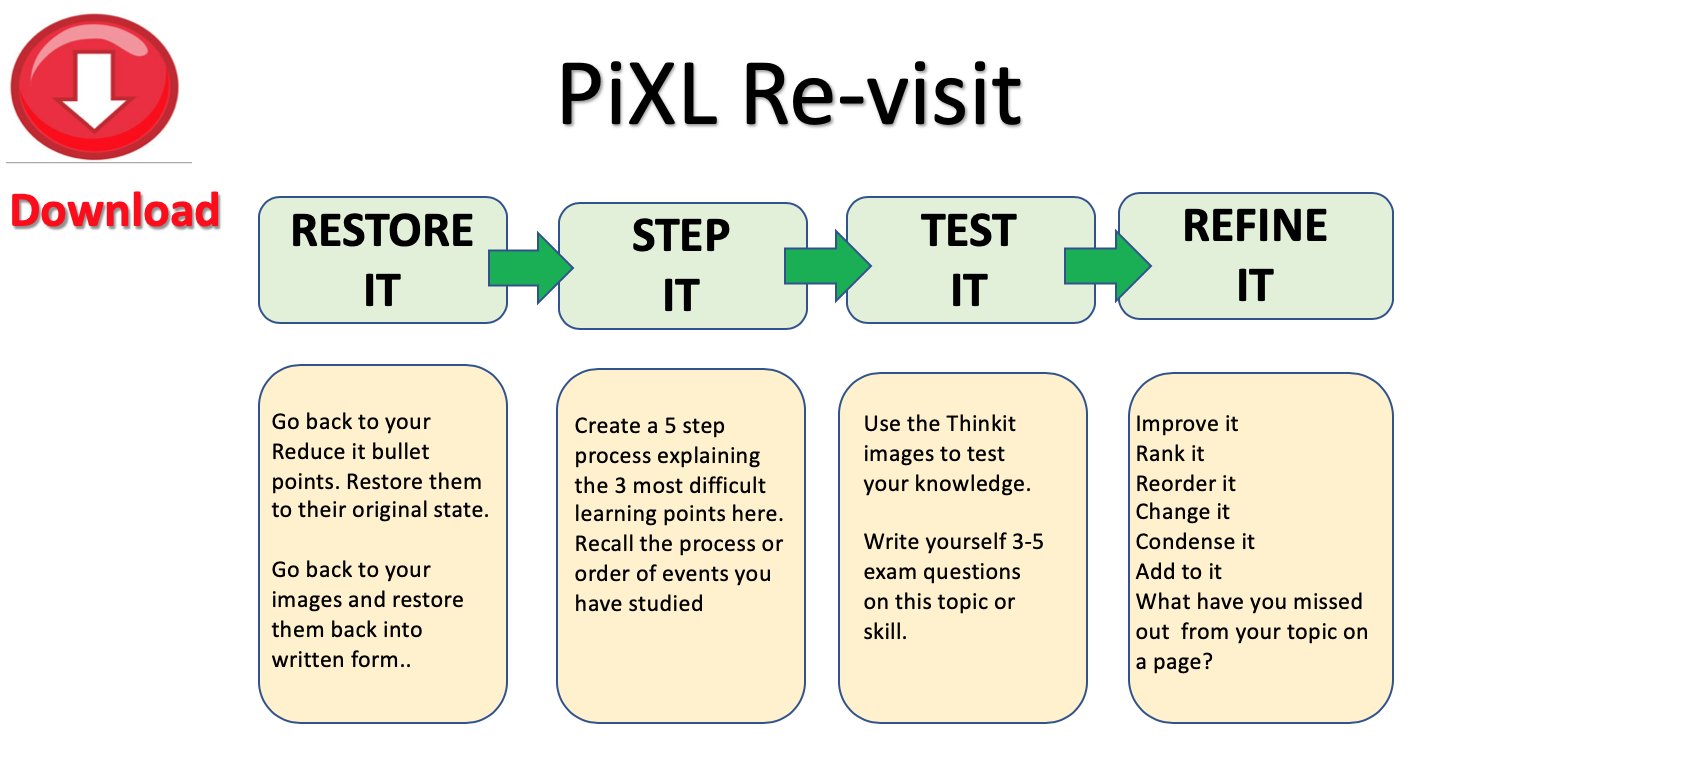 PiXL Re-visit
Download
RESTORE
IT
STEP
IT
TEST
IT
REFINE
IT
Go back to your
Reduce it bullet
points. Restore them
to their original state.
Go back to your
images and restore
them back into
written form..
Create a 5 step
process explaining
the 3 most difficult
learning points here.
Recall the process or
order of events you
have studied
Use the Thinkit
images to test
your knowledge.
Write yourself 3-5
exam questions
on this topic or
skill.
Improve it
Rank it
Reorder it
Change it
Condense it
Add to it
What have you missed
out  from your topic on
a page?